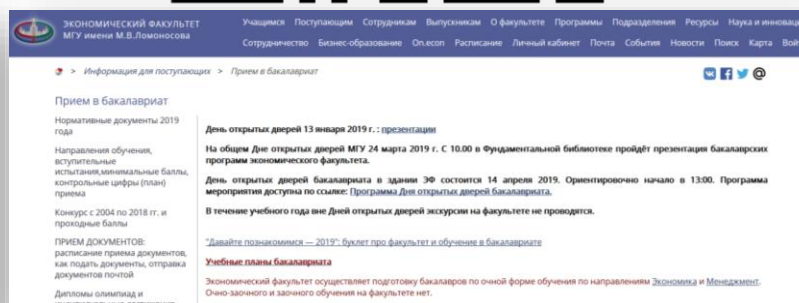 ЭКОНОМИЧЕСКИЙ ФАКУЛЬТЕТ
МГУ имени М.В.Ломоносова
Учащимся Поступающим Сотрудникам Выпускникам О факультете Программы Подразделения Ресурсы Наука и инноваци
Сотрудничество Бизнес-образование On.econ Расписание Личный кабинет Почта События Новости Поиск Карта Вой
> Информация для поступающих > Прием в бакалавриат
Прием в бакалавриат
Нормативные документы 2019
года
Направления обучения,
вступительные
испытания,минимальные баллы,
контрольные цифры (план)
приема
Конкурс с 2004 по 2018 гг. и
проходные баллы
ПРИЕМ ДОКУМЕНТОВ:
расписание приема документов,
как подать документы, отправка
документов почтой
Дипломы олимпиад и
День открытых дверей 13 января 2019 г. : презентации
На общем Дне открытых дверей МГУ 24 марта 2019 г. С 10.00 в Фундаментальной библиотеке пройдёт презентация бакалаврских
программ экономического факультета.
День открытых дверей бакалавриата в здании ЭФ состоится 14 апреля 2019. Ориентировочно начало в 13:00. Программа
мероприятия доступна по ссылке: Программа Дня открытых дверей бакалавриата.
В течение учебного года вне Дней открытых дверей экскурсии на факультете не проводятся.
"Давайте познакомимся — 2019": буклет про факультет и обучение в бакалавриате
Учебные планы бакалавриата
Экономический факультет осуществляет подготовку бакалавров по очной форме обучения по направлениям Экономика и Менеджмент.
Очно-заочного и заочного обучения на факультете нет.